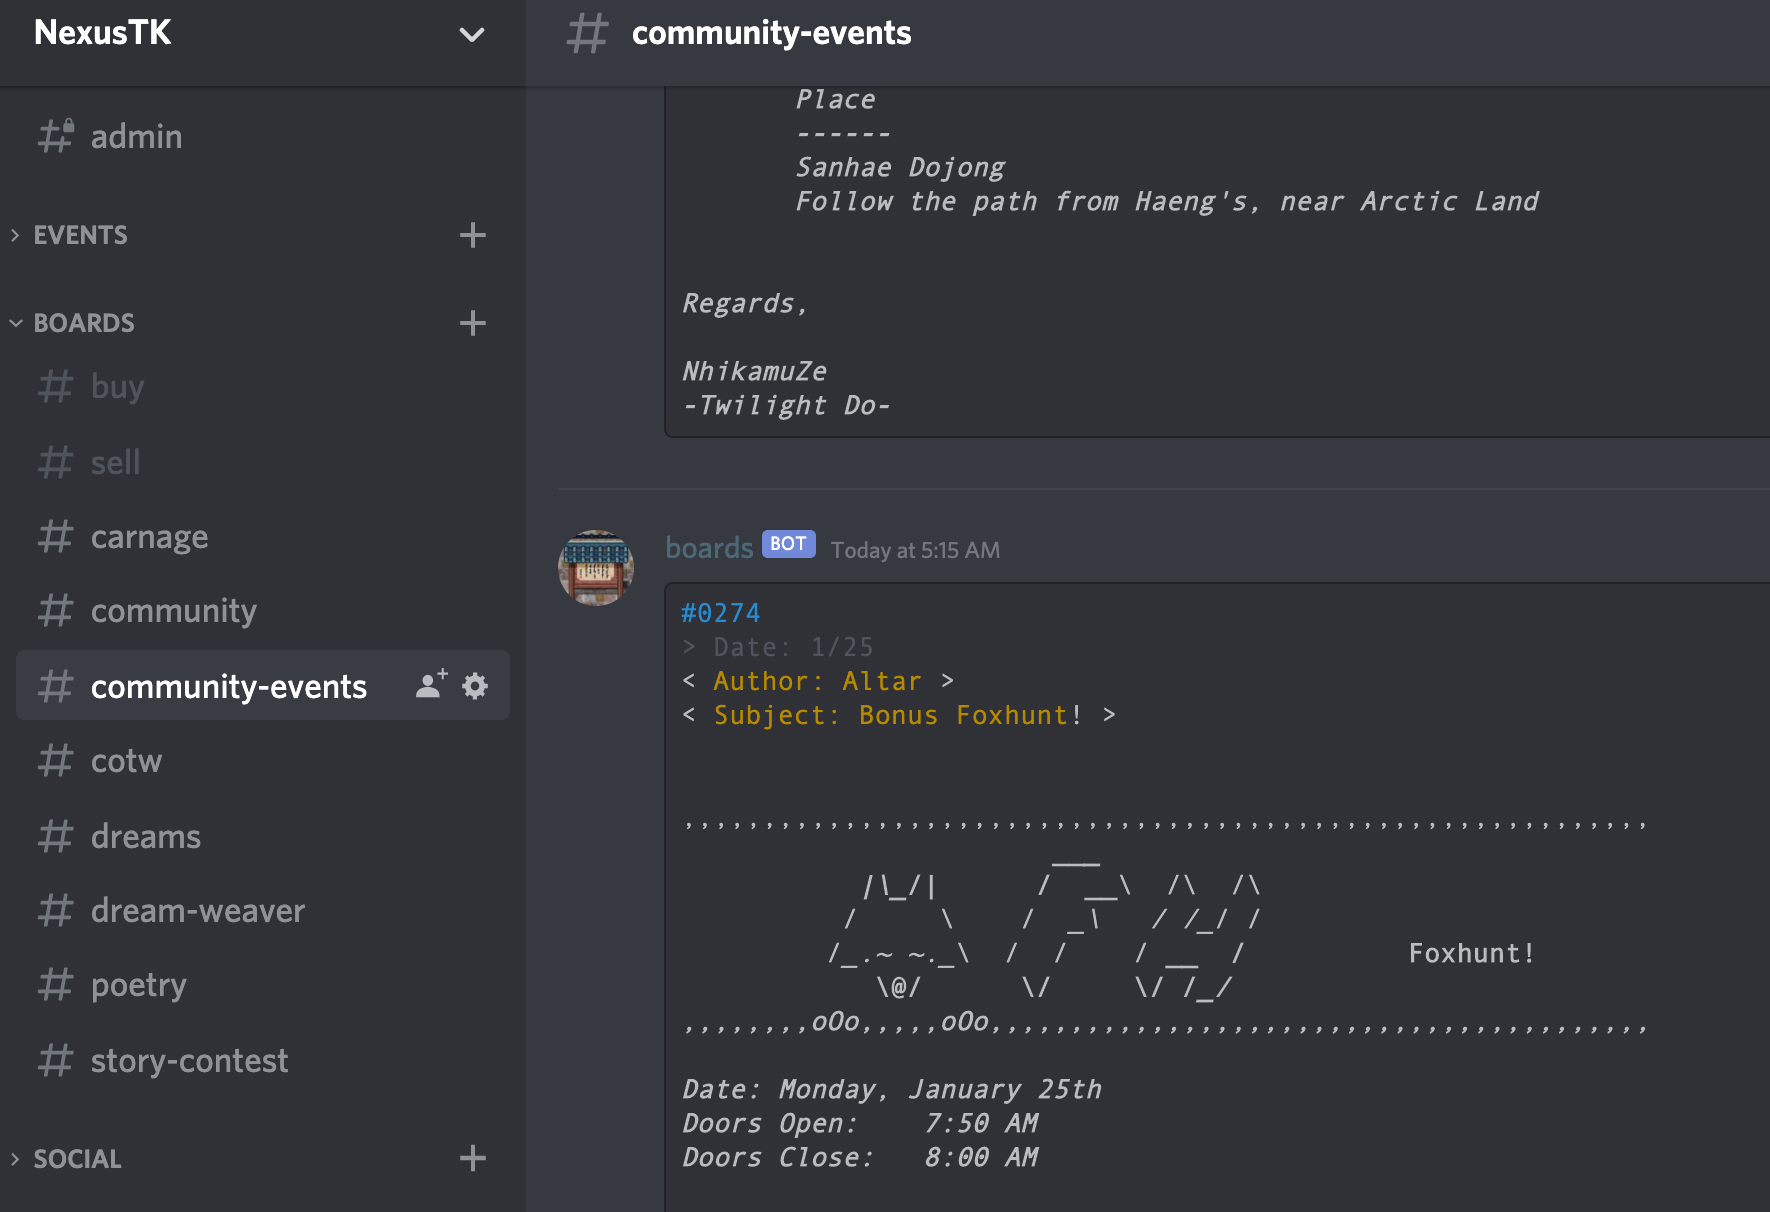 NexusTK
admin
EVENTS
BOARDS
buy
sell
carnage
community
community-events
cotw
dreams
dream-weaver
poetry
story-contest
SOCIAL
# community-events
Place
------
Sanhae Dojong
Follow the path from Haeng's, near Arctic Land
Regards,
NhikamuZe
-Twilight Do-
boards BOT Today at 5:15 AM
#0274
> Date: 1/25
< Author: Altar >
< Subject: Bonus Foxhunt! >
,,,,,,,,,,,,,,,,,,,,,,,,,,,,,,,,,,,,,,,,,,,,,,,,,,,,,,,,,,,,
                          ___
           |\_/|      /  __\  /\  /\
          /     \    /  _\   / /_/ /
         /_.~ ~._\  /  /    / __  /          Foxhunt!
            \@/      \/     \/ /_/
,,,,,,,,oOo,,,,,oOo,,,,,,,,,,,,,,,,,,,,,,,,,,,,,,,,,,,,,,,,,
Date: Monday, January 25th
Doors Open:    7:50 AM
Doors Close:   8:00 AM